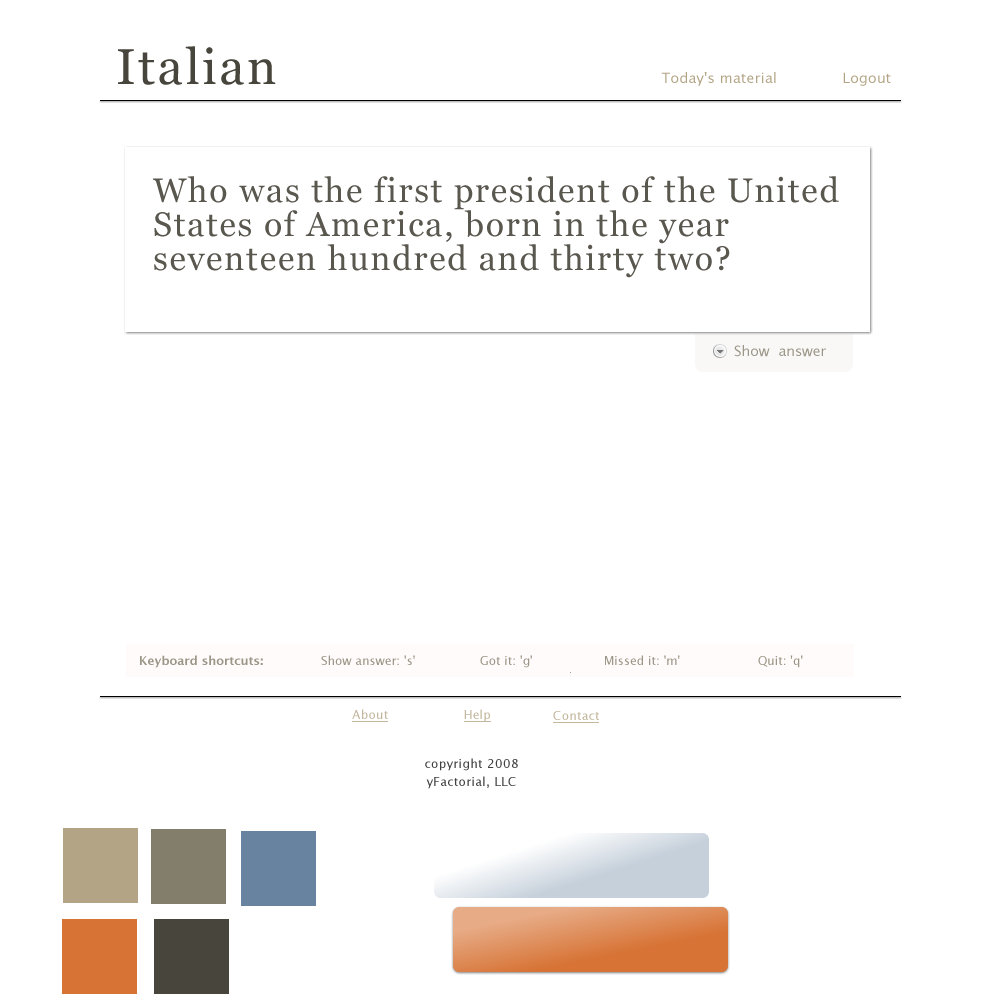 Italian
Today's material Logout
Who was the first president of the United
States of America, born in the year
seventeen hundred and thirty two?
Show answer
Keyboard shortcuts: Show answer: 's' Got it: 'g' Missed it: 'm' Quit: 'q'
About Help Contact
copyright 2008
yFactorial, LLC